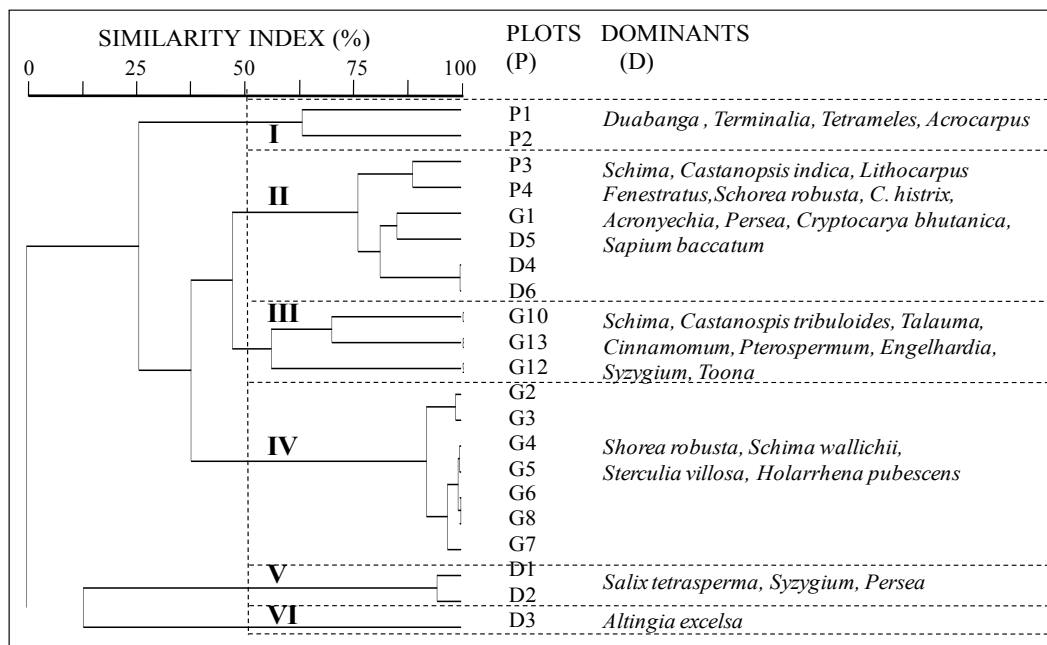 SIMILARITY INDEX (%) PLOTS DOMINANTS
(P) (D)
0 25 50 75 100
P1
I
P2
Duabanga , Terminalia, Tetrameles, Acrocarpus
P3
II
P4
G1
D5
D4
D6
Schima, Castanopsis indica, Lithocarpus
Fenestratus,Schorea robusta, C. histrix,
Acronyechia, Persea, Cryptocarya bhutanica,
Sapium baccatum
III
G10
G13
G12
Schima, Castanospis tribuloides, Talauma,
Cinnamomum, Pterospermum, Engelhardia,
Syzygium, Toona
G2
G3
IV
G4
G5
G6
G8
G7
Shorea robusta, Schima wallichii,
Sterculia villosa, Holarrhena pubescens
V
D1
D2
Salix tetrasperma, Syzygium, Persea
VI
D3
Altingia excelsa